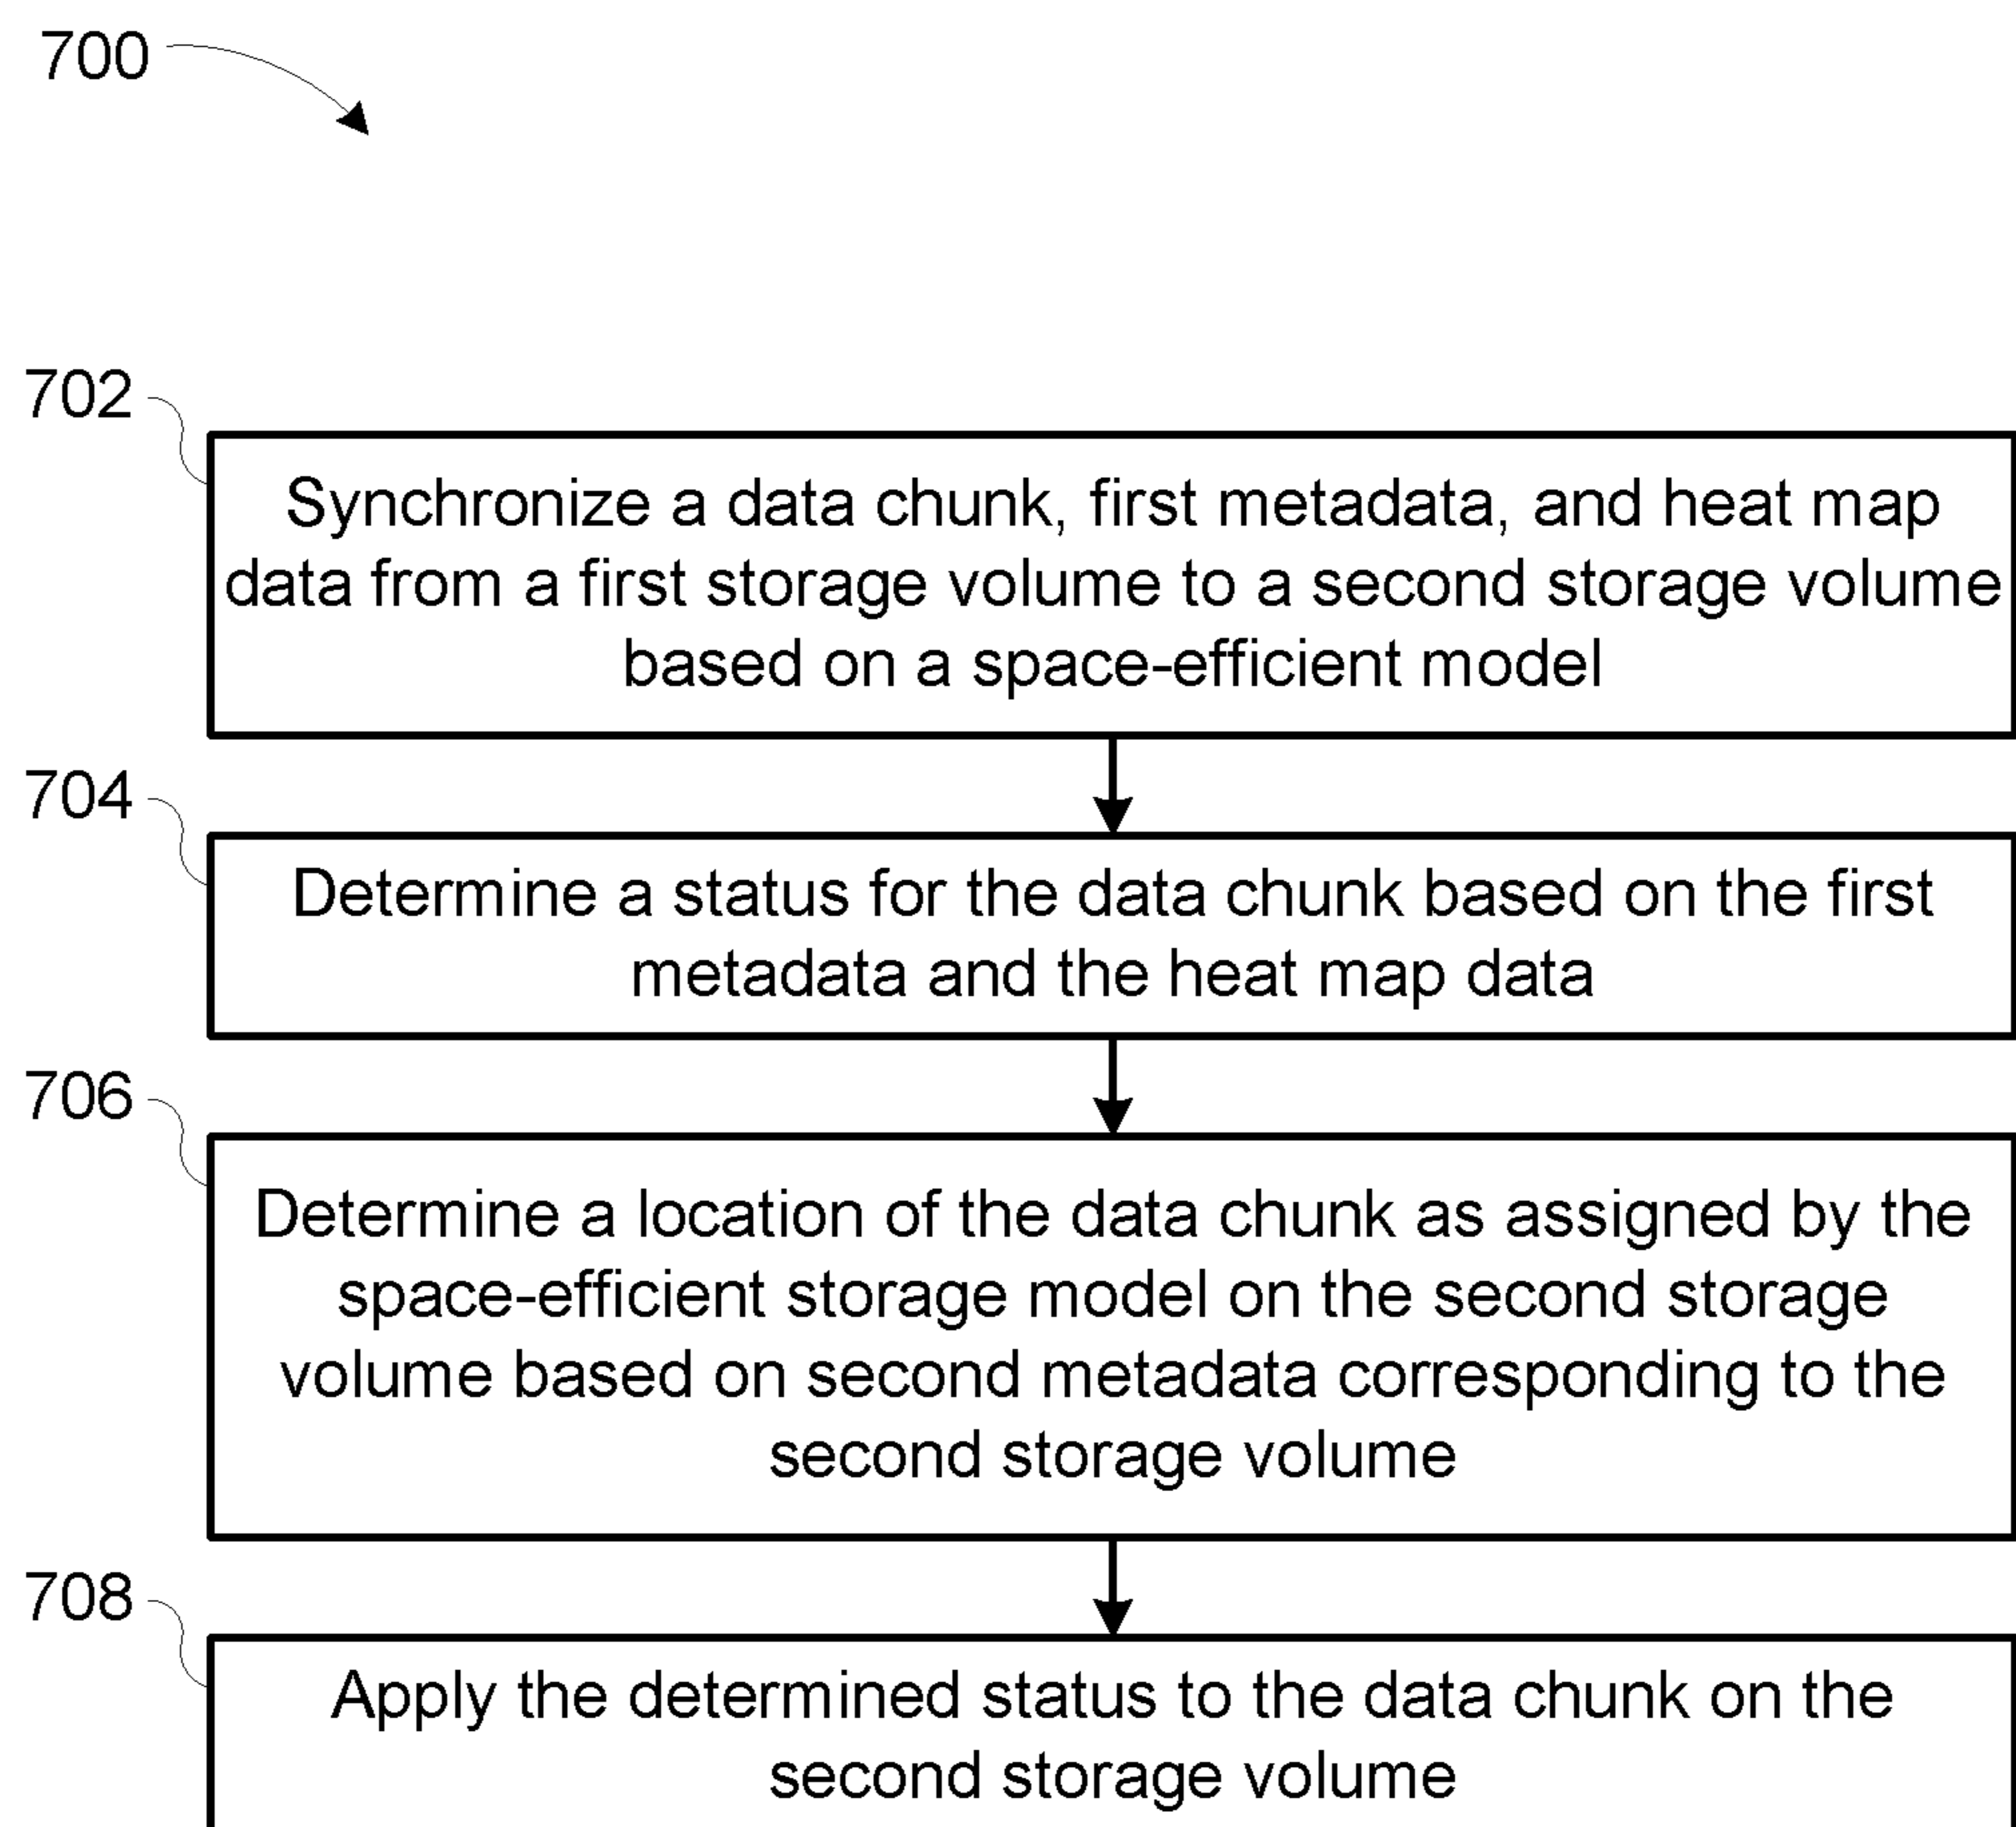 700
702
Synchronize a data chunk, first metadata, and heat map
data from a first storage volume to a second storage volume
based on a space-efficient model
704
Determine a status for the data chunk based on the first
metadata and the heat map data
706
Determine a location of the data chunk as assigned by the
space-efficient storage model on the second storage
volume based on second metadata corresponding to the
second storage volume
708
Apply the determined status to the data chunk on the
second storage volume